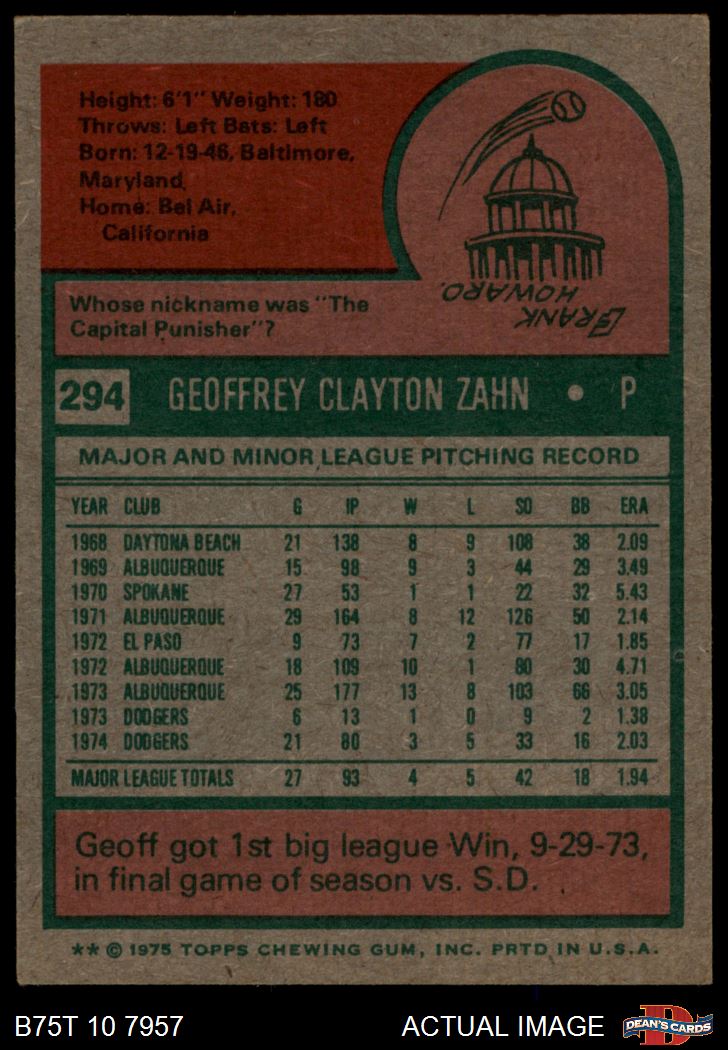 Height: 6'1" Weight: 180
Throws: Left Bats: Left
Born: 12-19-46, Baltimore,
Maryland
Home: Bel Air,
California
Whose nickname was "The
Capital Punisher"?
FRANK
HOWARD.
294 GEOFFREY CLAYTON ZAHN • P
MAJOR AND MINOR LEAGUE PITCHING RECORD
YEAR CLUB G IP W L SO BB ERA
1968 DAYTONA BEACH 21 138 8 9 108 38 2.09
1969 ALBUQUERQUE 15 98 9 3 44 29 3.49
1970 SPOKANE 27 53 1 1 22 32 5.43
1971 ALBUQUERQUE 29 164 8 12 126 50 2.14
1972 EL PASO 9 73 7 2 77 17 1.85
1972 ALBUQUERQUE 18 109 10 1 80 30 4.71
1973 ALBUQUERQUE 25 177 13 8 103 66 3.05
1973 DODGERS 6 13 1 0 9 2 1.38
1974 DODGERS 21 80 3 5 33 16 2.03
MAJOR LEAGUE TOTALS 27 93 4 5 42 18 1.94
Geoff got 1st big league Win, 9-29-73,
in final game of season vs. S.D.
** © 1975 TOPPS CHEWING GUM, INC. PRTD IN U.S.A.
B75T 10 7957 ACTUAL IMAGE D DEAN'S CARDS